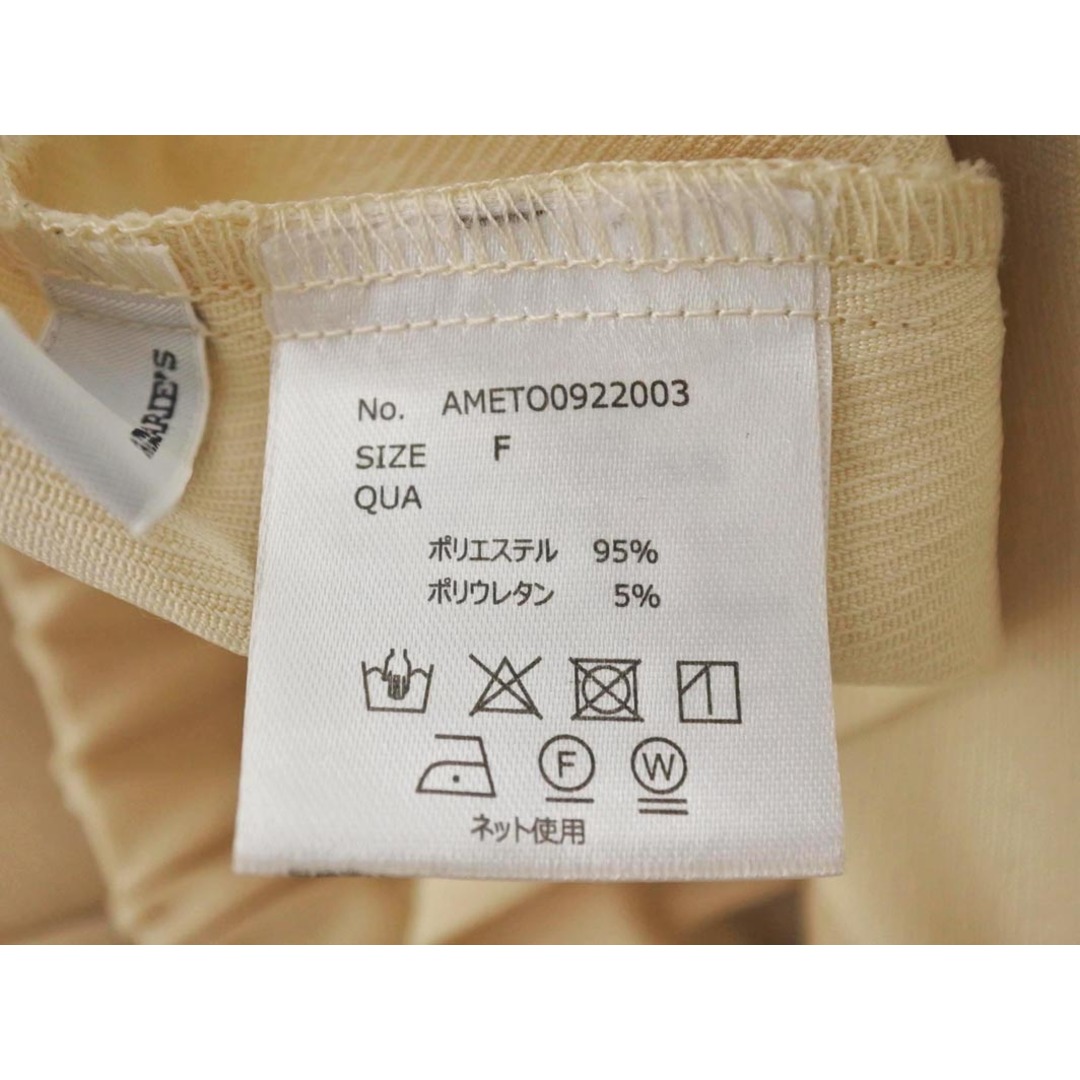 No. AMETO0922003
SIZE F
QUA
ポリエステル 95%
ポリウレタン 5%
F W
ネット使用
ARIE'S